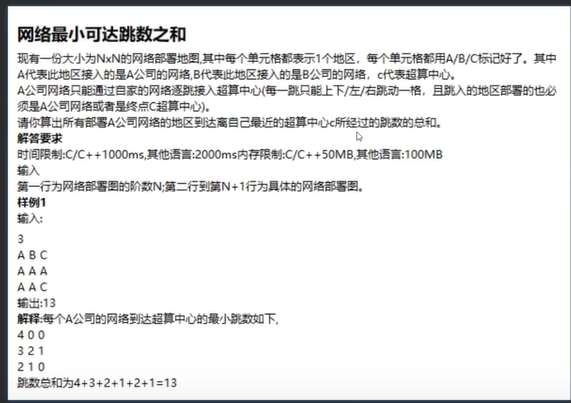 网络最小可达跳数之和
现有一份大小为NxN的网络部署地图,其中每个单元格都表示1个地区，每个单元格都用A/B/C标记好了。其中
A代表此地区接入的是A公司的网络,B代表此地区接入的是B公司的网络，c代表超算中心。
A公司网络只能通过自家的网络逐跳接入超算中心(每一跳只能上下/左/右跳动一格，且跳入的地区部署的也必
须是A公司网络或者是终点C超算中心)。
请你算出所有部署A公司网络的地区到达离自己最近的超算中心c所经过的跳数的总和。
解答要求
时间限制:C/C++1000ms,其他语言:2000ms内存限制:C/C++50MB,其他语言:100MB
输入
第一行为网络部署图的阶数N;第二行到第N+1行为具体的网络部署图。
样例1
输入:
3
A B C
A A A
A A C
输出:13
解释:每个A公司的网络到达超算中心的最小跳数如下,
4 0 0
3 2 1
2 1 0
跳数总和为4+3+2+1+2+1=13